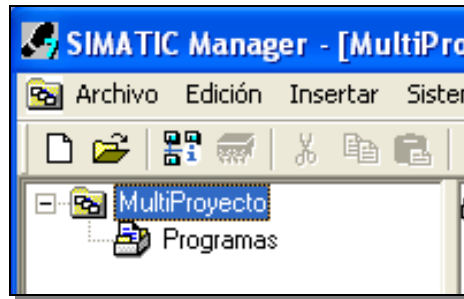 SIMATIC Manager - [MultiPro
Archivo Edición Insertar Sister
MultiProyecto
Programas